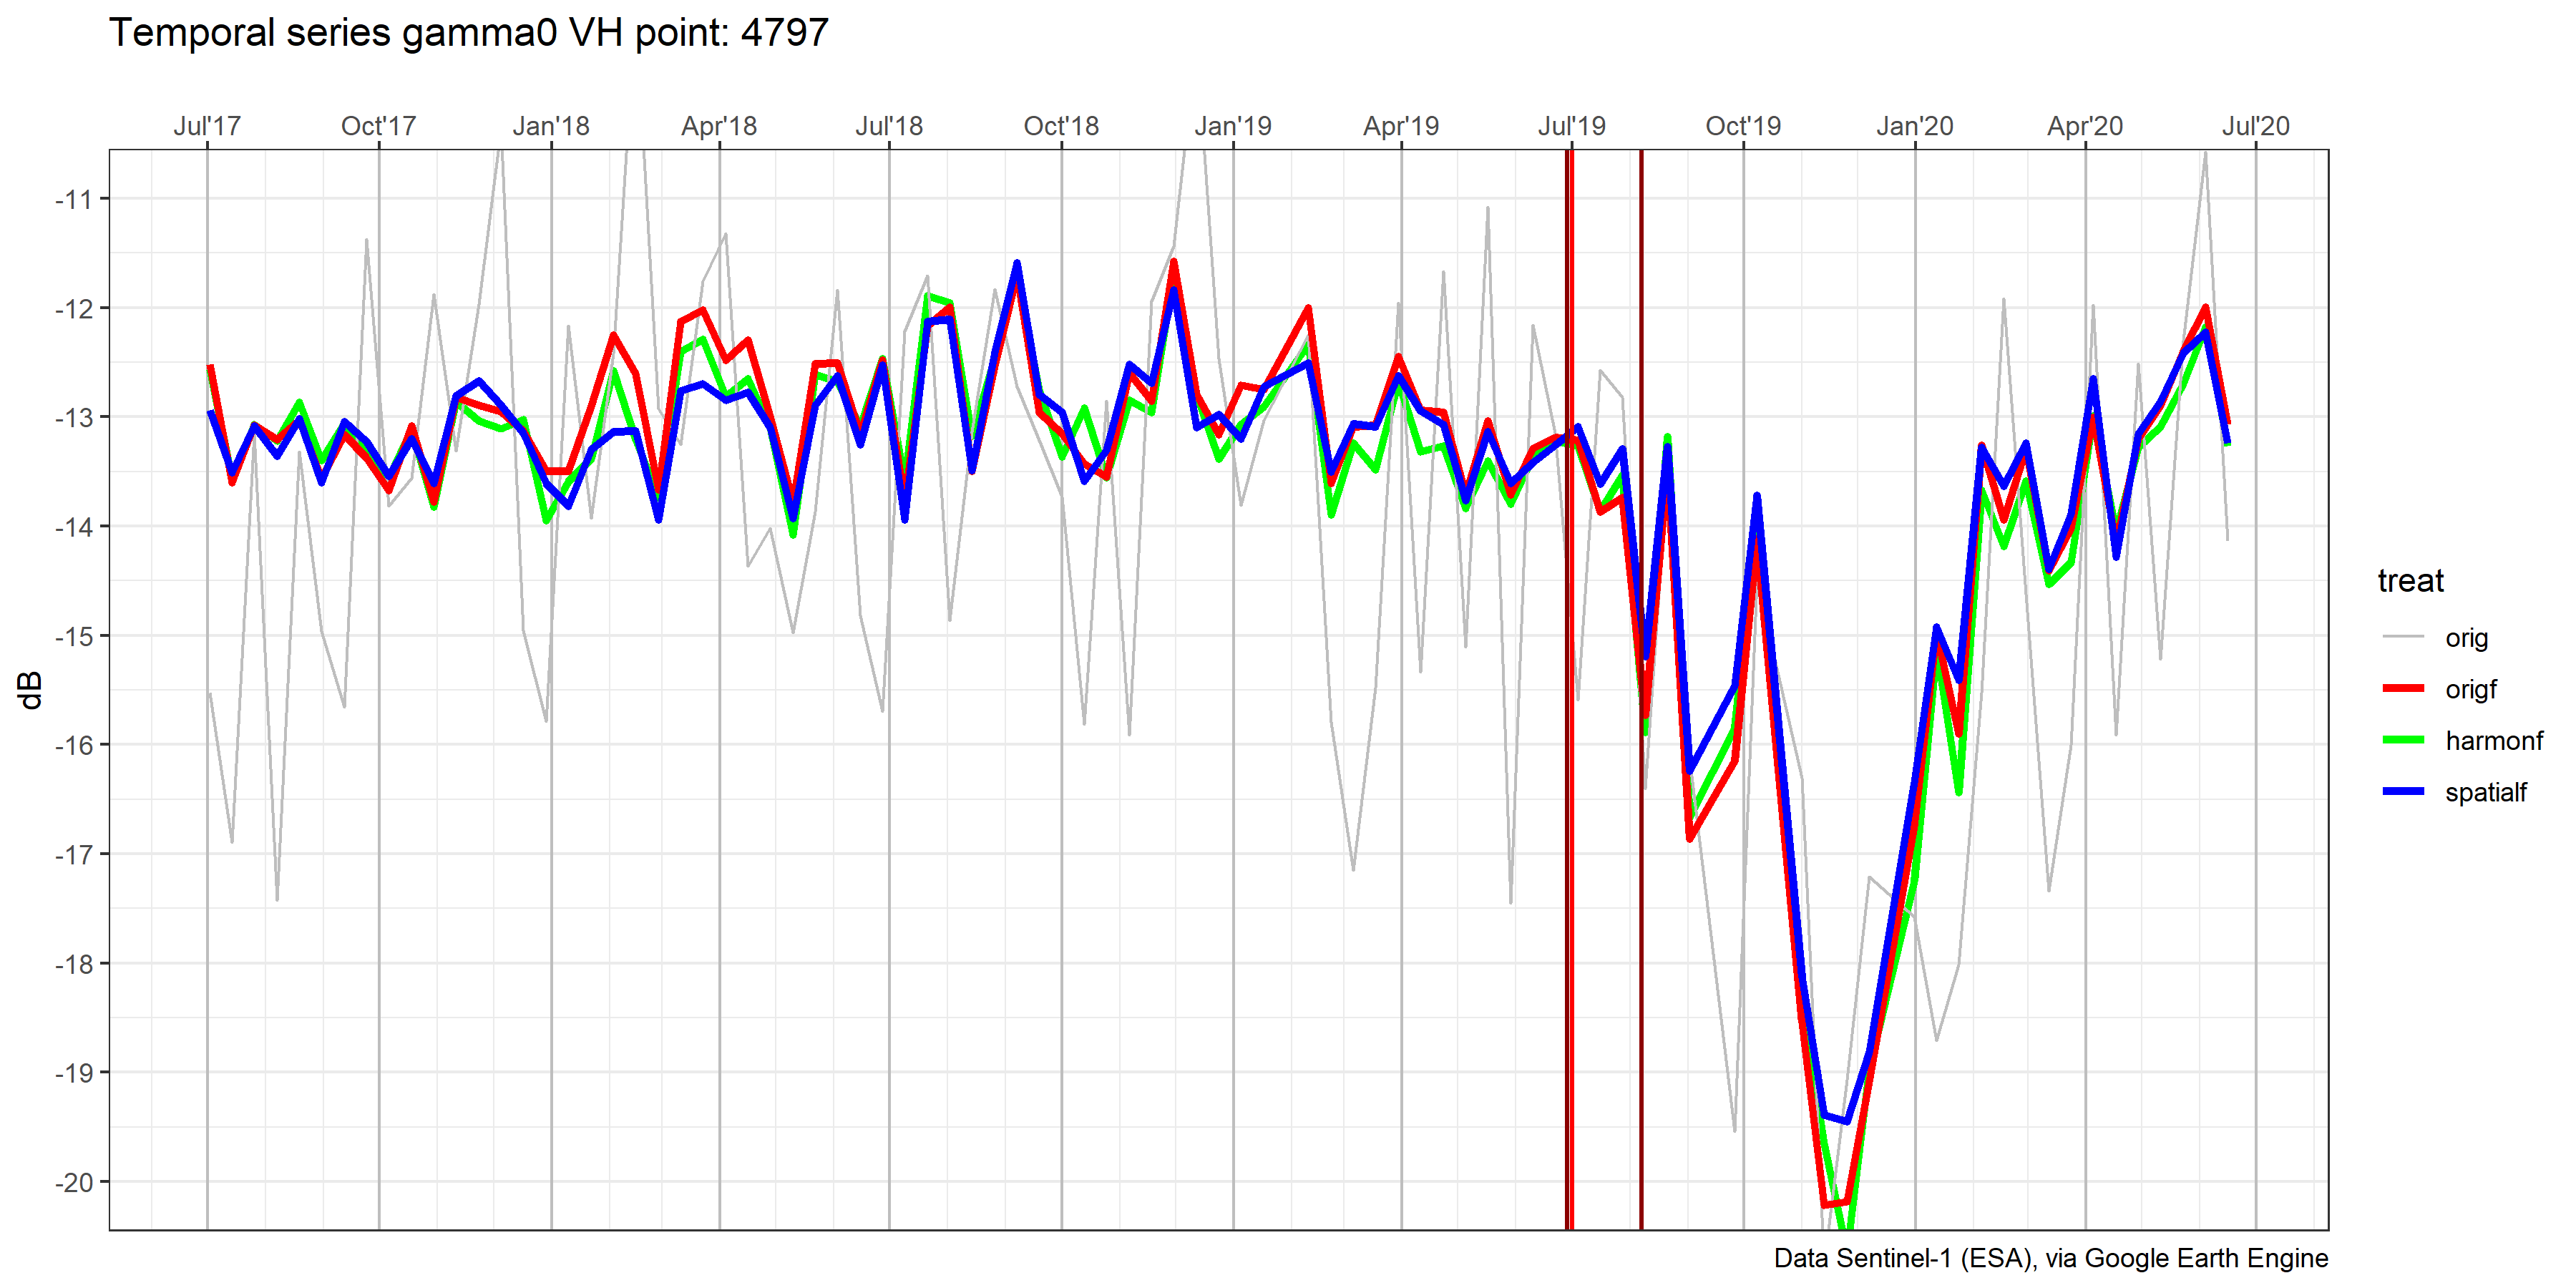 Temporal series gamma0 VH point: 4797
Jul'17 Oct'17 Jan'18 Apr'18 Jul'18 Oct'18 Jan'19 Apr'19 Jul'19 Oct'19 Jan'20 Apr'20 Jul'20
-11
-12
-13
-14
-15
-16
-17
-18
-19
-20
dB
treat
orig
origf
harmonf
spatialf
Data Sentinel-1 (ESA), via Google Earth Engine